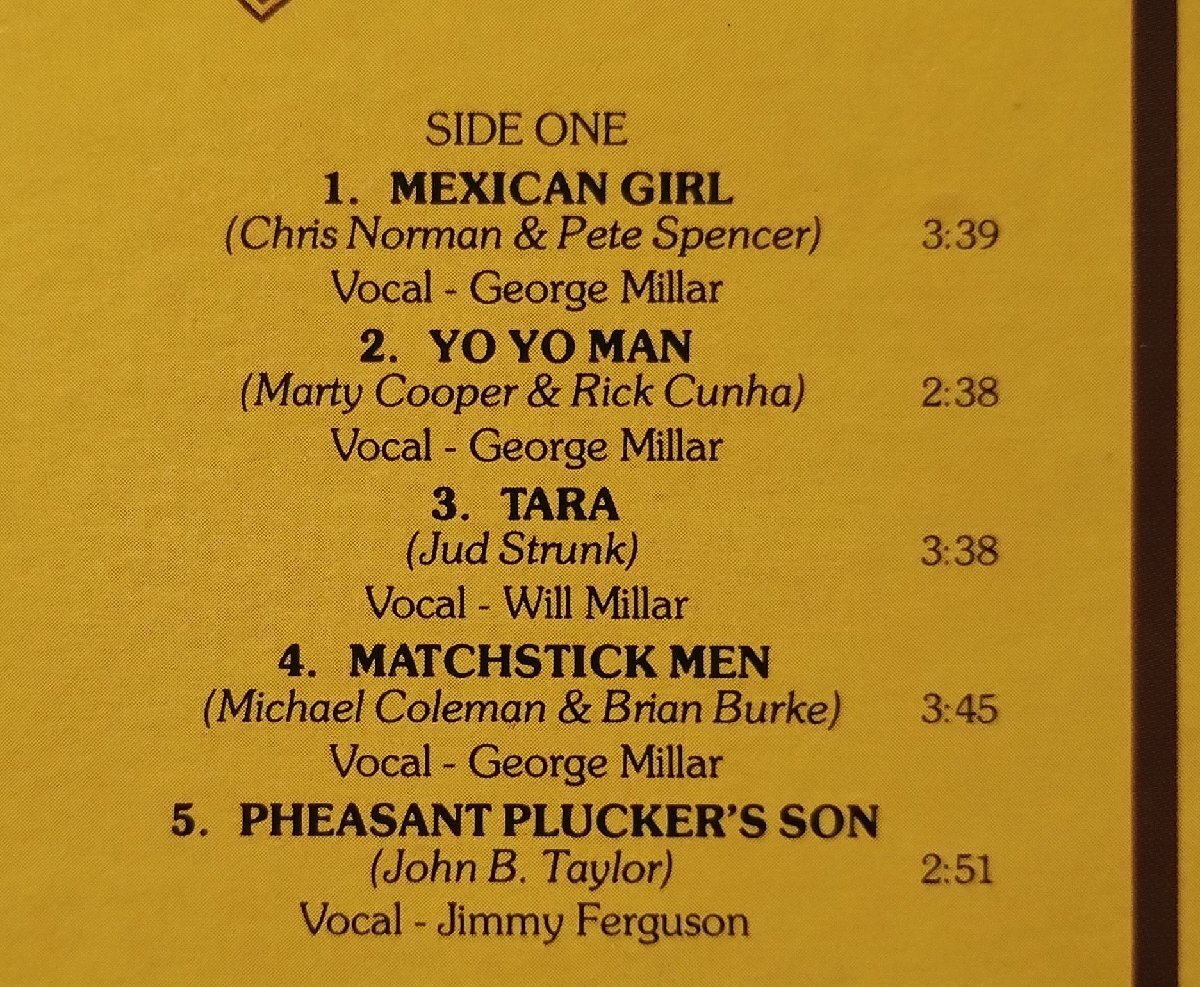 SIDE ONE
1. MEXICAN GIRL
(Chris Norman & Pete Spencer) 3:39
Vocal - George Millar
2. YO YO MAN
(Marty Cooper & Rick Cunha) 2:38
Vocal - George Millar
3. TARA
(Jud Strunk) 3:38
Vocal - Will Millar
4. MATCHSTICK MEN
(Michael Coleman & Brian Burke) 3:45
Vocal - George Millar
5. PHEASANT PLUCKER'S SON
(John B. Taylor) 2:51
Vocal - Jimmy Ferguson